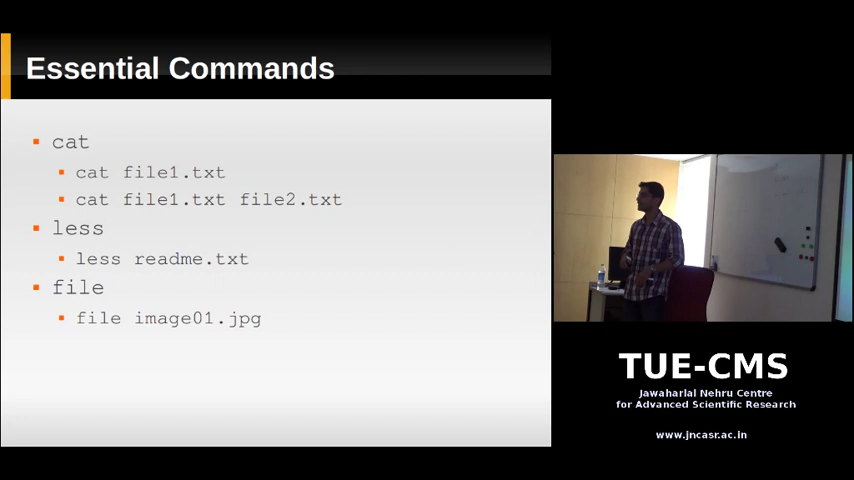 Essential Commands
cat
cat file1.txt
cat file1.txt file2.txt
less
less readme.txt
file
file image01.jpg
TUE-CMS
Jawaharlal Nehru Centre
for Advanced Scientific Research
www.jncasr.ac.in